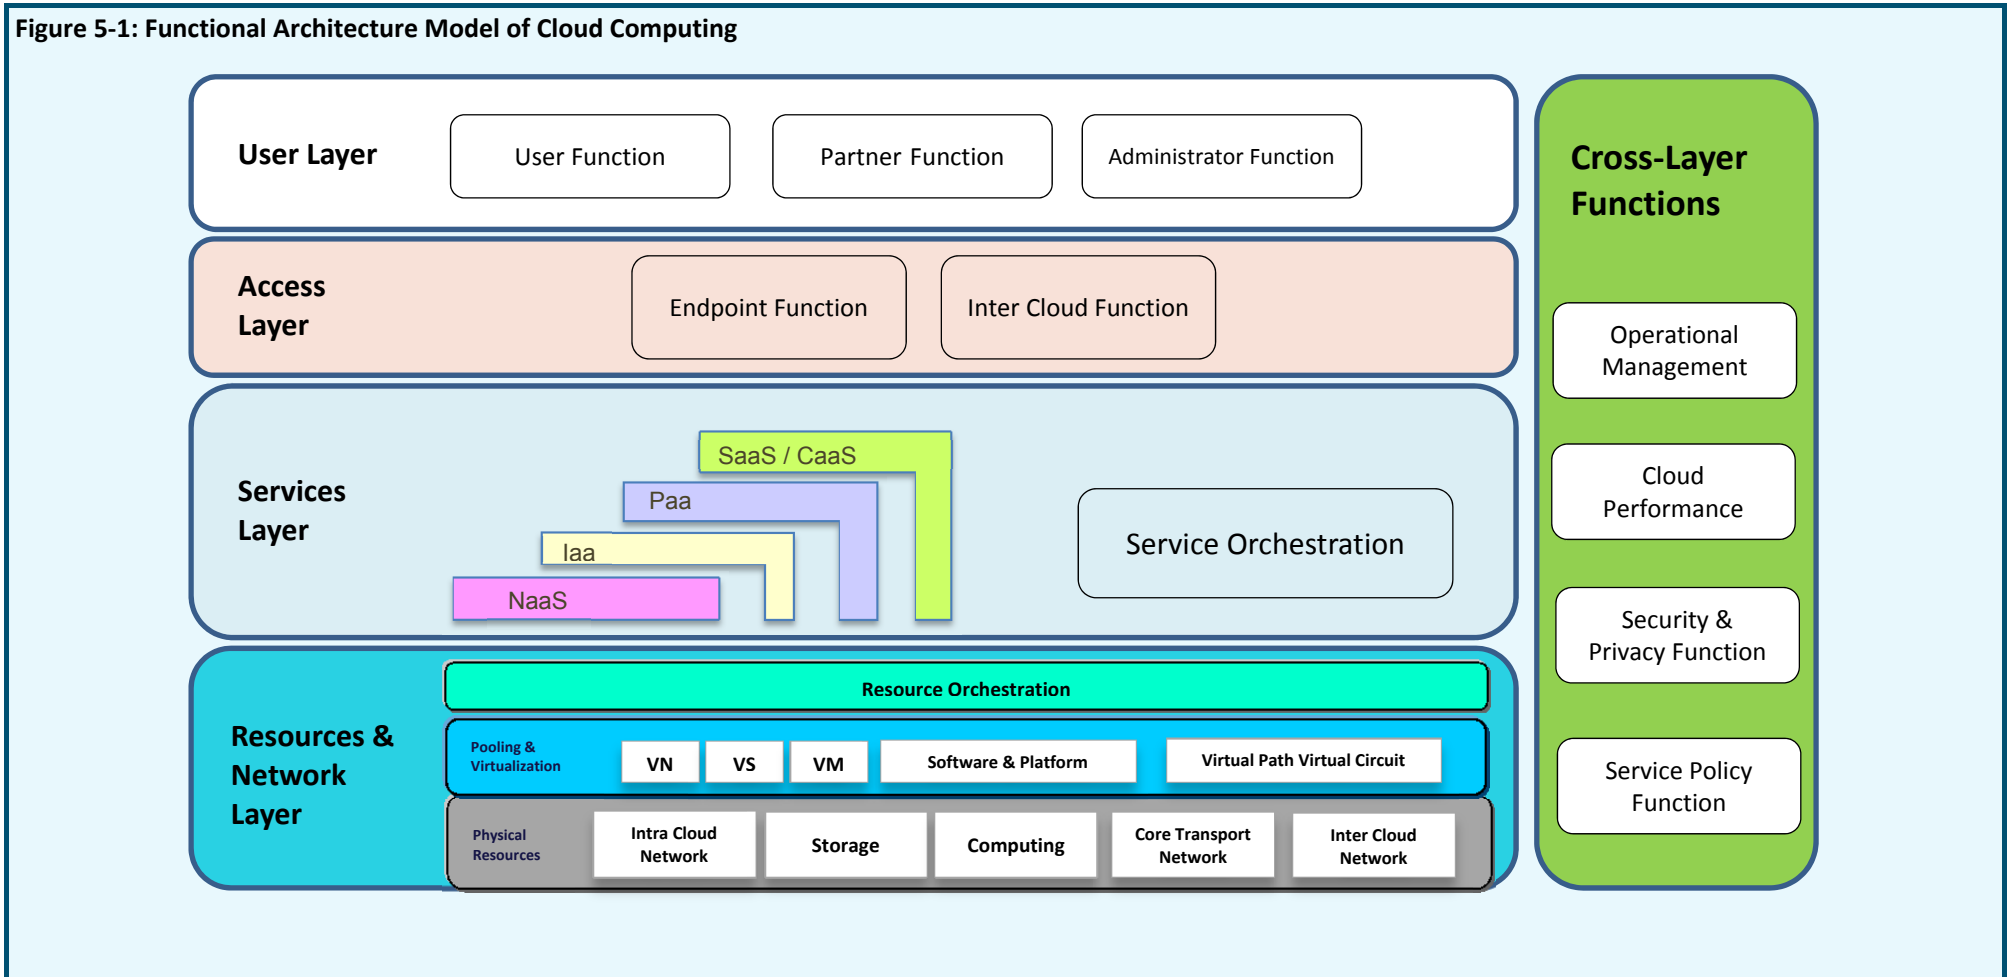 Figure 5-1: Functional Architecture Model of Cloud Computing
User Layer
User Function
Partner Function
Administrator Function
Access
Layer
Endpoint Function
Inter Cloud Function
Services
Layer
SaaS / CaaS
Paa
Iaa
NaaS
Service Orchestration
Resources &
Network
Layer
Resource Orchestration
Pooling &
Virtualization
VN
VS
VM
Software & Platform
Virtual Path Virtual Circuit
Physical
Resources
Intra Cloud
Network
Storage
Computing
Core Transport
Network
Inter Cloud
Network
Cross-Layer
Functions
Operational
Management
Cloud
Performance
Security &
Privacy Function
Service Policy
Function